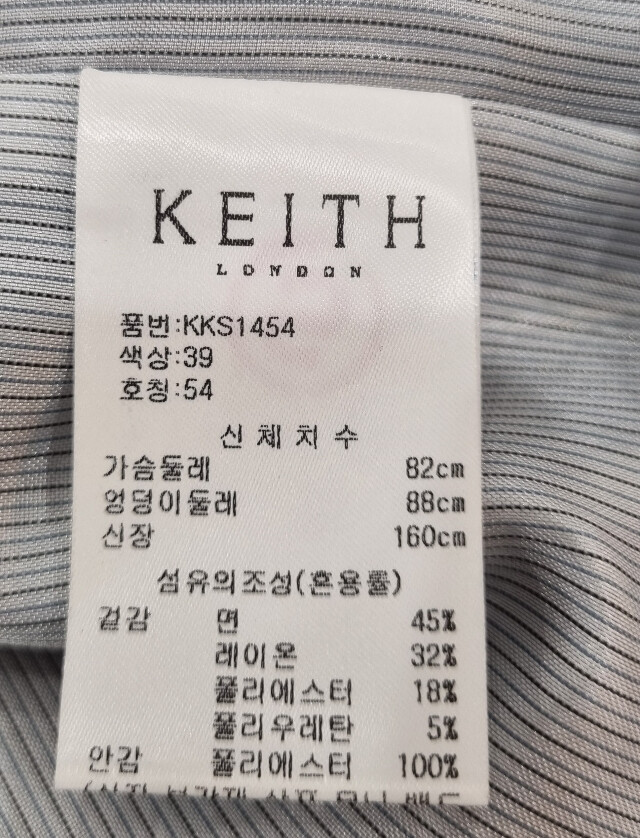 KEITH
LONDON
품번:KKS1454
색상:39
호칭:54
신체치수
가슴둘레 82cm
엉덩이둘레 88cm
신장 160cm
섬유의조성(혼용률)
겉감 면 45%
레이온 32%
폴리에스터 18%
폴리우레탄 5%
안감 폴리에스터 100%